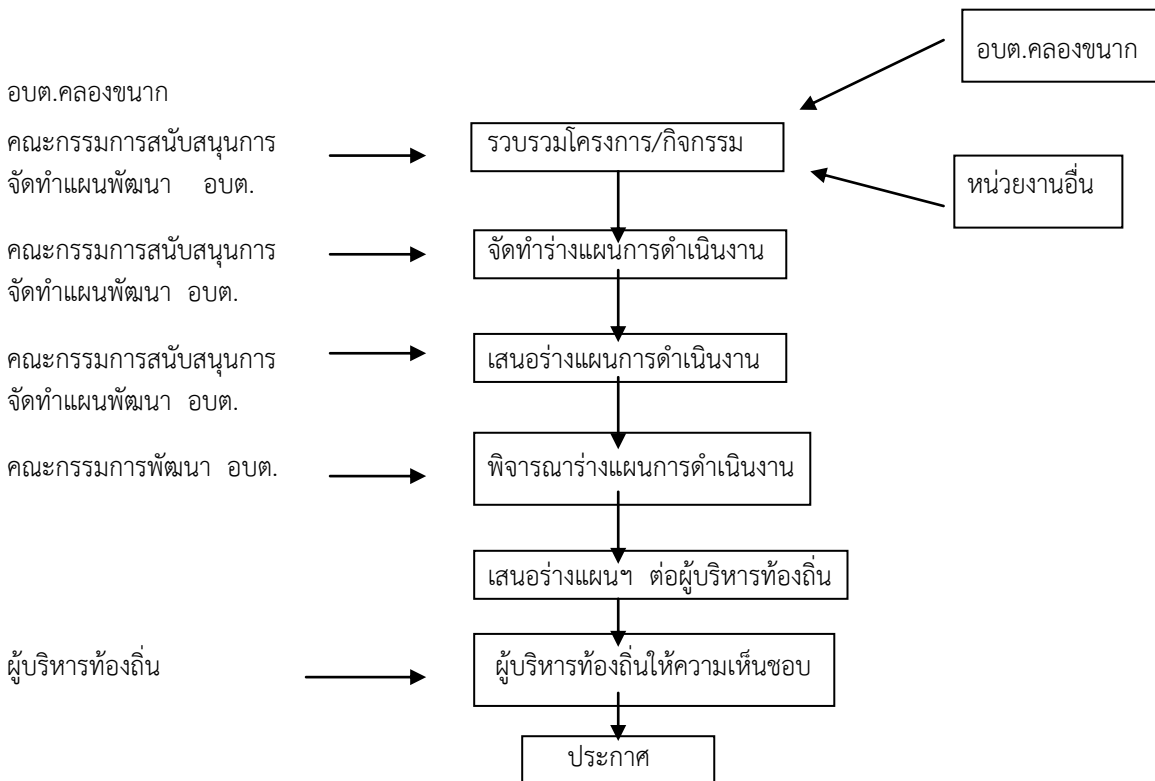 อบต.คลองขนาก
อบต.คลองขนาก
คณะกรรมการสนับสนุนการ
จัดทำแผนพัฒนา อบต.
รวบรวมโครงการ/กิจกรรม
หน่วยงานอื่น
คณะกรรมการสนับสนุนการ
จัดทำแผนพัฒนา อบต.
จัดทำร่างแผนการดำเนินงาน
คณะกรรมการสนับสนุนการ
จัดทำแผนพัฒนา อบต.
เสนอร่างแผนการดำเนินงาน
คณะกรรมการพัฒนา อบต.
พิจารณาร่างแผนการดำเนินงาน
เสนอร่างแผนฯ ต่อผู้บริหารท้องถิ่น
ผู้บริหารท้องถิ่น
ผู้บริหารท้องถิ่นให้ความเห็นชอบ
ประกาศ